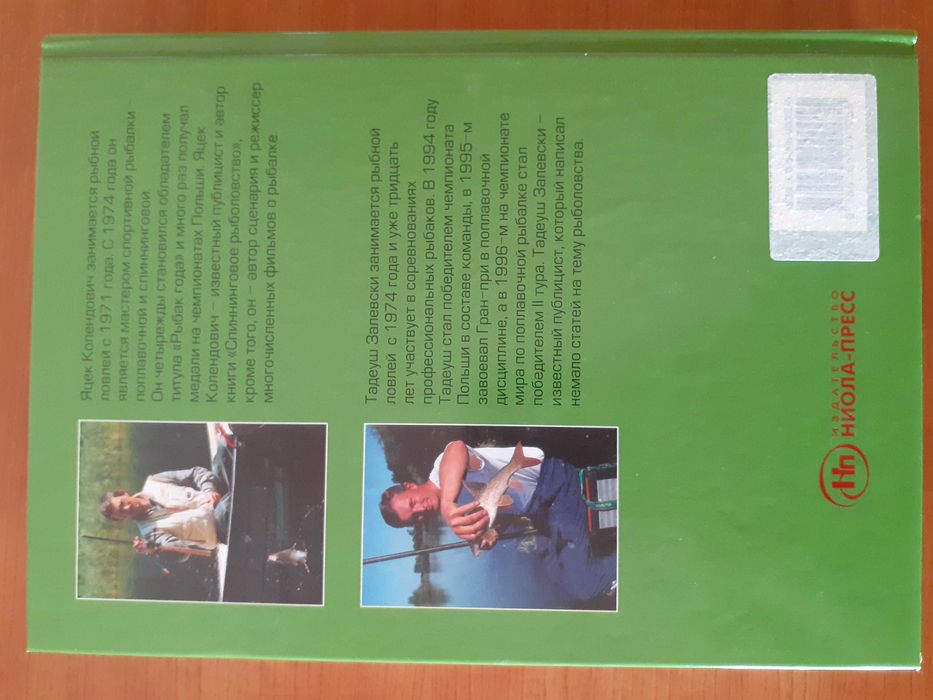 Яцек Колендович занимается рыбной
ловлей с 1971 года. С 1974 года он
является мастером спортивной рыбалки –
поплавочной и спиннинговой.
Он четырежды становился обладателем
титула «Рыбак года» и много раз получал
медали на чемпионатах Польши. Яцек
Колендович – известный публицист и автор
книги «Спиннинговое рыболовство»,
кроме того, он – автор сценария и режиссер
многочисленных фильмов о рыбалке.
Тадеуш Залевски занимается рыбной
ловлей с 1974 года и уже тридцать
лет участвует в соревнованиях
профессиональных рыбаков. В 1994 году
Тадеуш стал победителем чемпионата
Польши в составе команды, в 1995-м
завоевал Гран-при в поплавочной
дисциплине, а в 1996-м на чемпионате
мира по поплавочной рыбалке стал
победителем II тура. Тадеуш Залевски –
известный публицист, который написал
немало статей на тему рыболовства.
Нп
ИЗДАТЕЛЬСТВО
НИОЛА-ПРЕСС